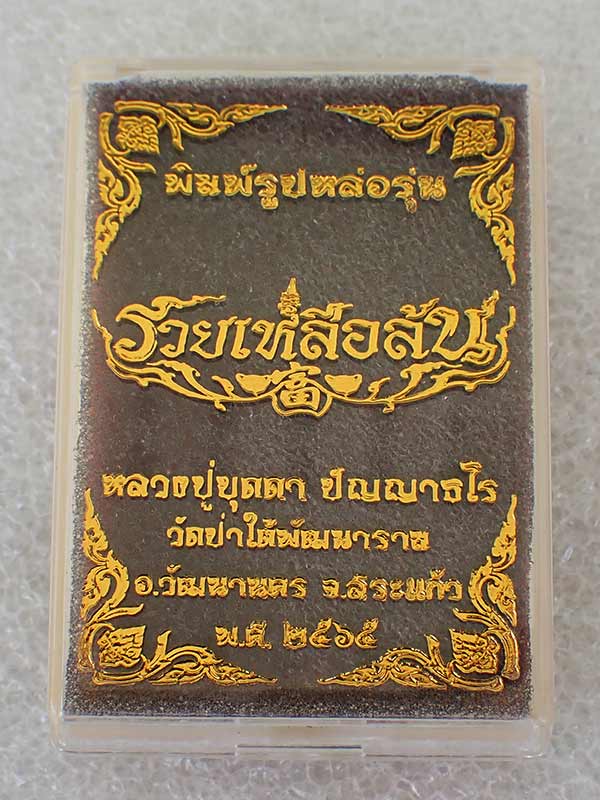 พิมพ์รูปหล่อรุ่น
รวยเหลือล้น
富
หลวงปู่บุดดา ปัญญาธโร
วัดป่าใต้พัฒนาราม
อ.วัฒนานคร จ.สระแก้ว
พ.ศ. ๒๕๖๕